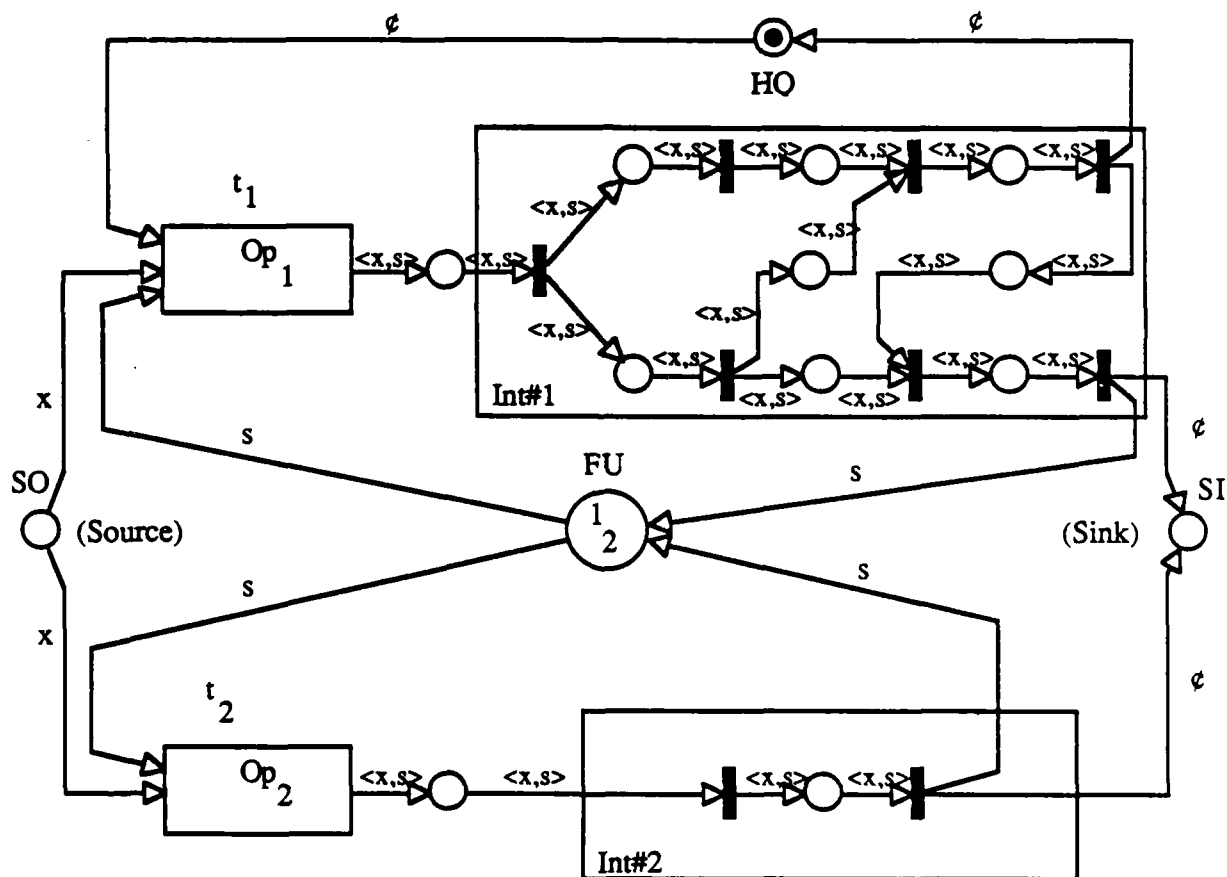 ¢ ¢
HQ
<x,s> <x,s> <x,s> <x,s> <x,s>
t1
<x,s> <x,s>
Op1
<x,s> <x,s> <x,s> <x,s>
<x,s> <x,s>
<x,s> <x,s> <x,s> <x,s>
Int#1 <x,s> <x,s>
x
s
¢
FU
s
SO
SI
1
2
(Source)
(Sink)
s
s
x
¢
t2
Op2
<x,s> <x,s> <x,s> <x,s>
Int#2